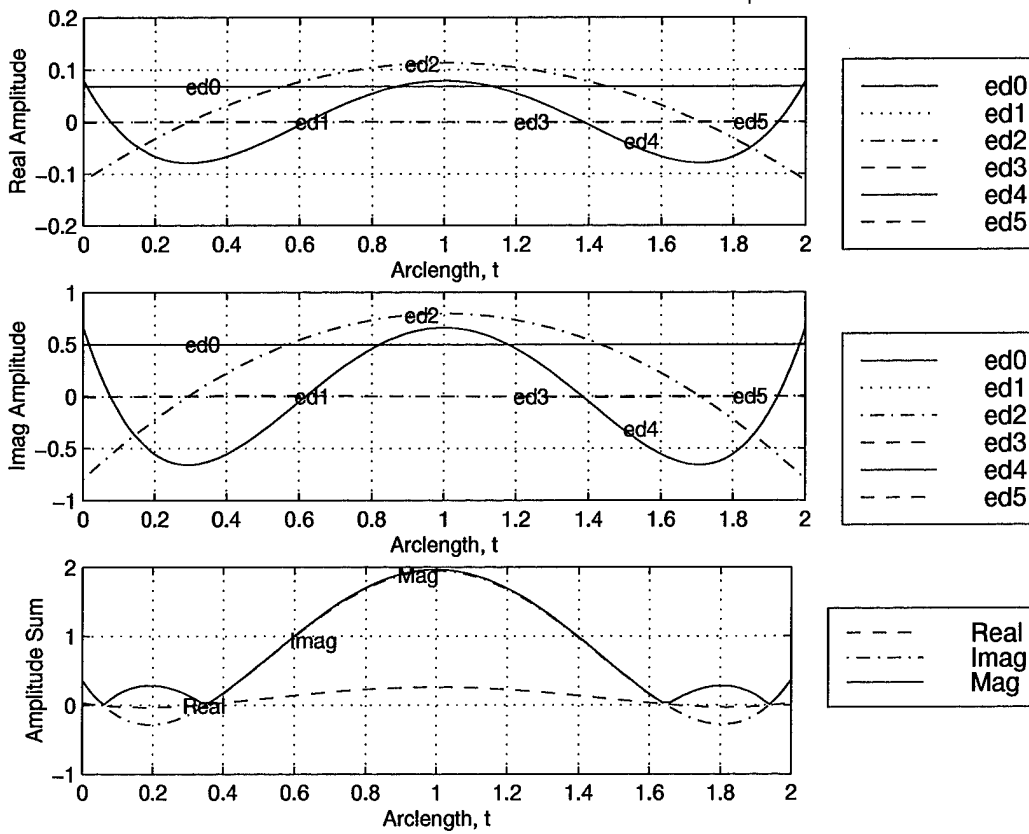 0.2
0.1
0
−0.1
−0.2
Real Amplitude
ed0
ed1
ed2
ed3
ed4
ed5
0
0.2
0.4
0.6
0.8
1
1.2
1.4
1.6
1.8
2
Arclength, t
ed0
ed1
ed2
ed3
ed4
ed5
1
0.5
0
−0.5
−1
Imag Amplitude
ed0
ed1
ed2
ed3
ed4
ed5
0
0.2
0.4
0.6
0.8
1
1.2
1.4
1.6
1.8
2
Arclength, t
ed0
ed1
ed2
ed3
ed4
ed5
2
1
0
−1
Amplitude Sum
Mag
Imag
Real
0
0.2
0.4
0.6
0.8
1
1.2
1.4
1.6
1.8
2
Arclength, t
Real
Imag
Mag